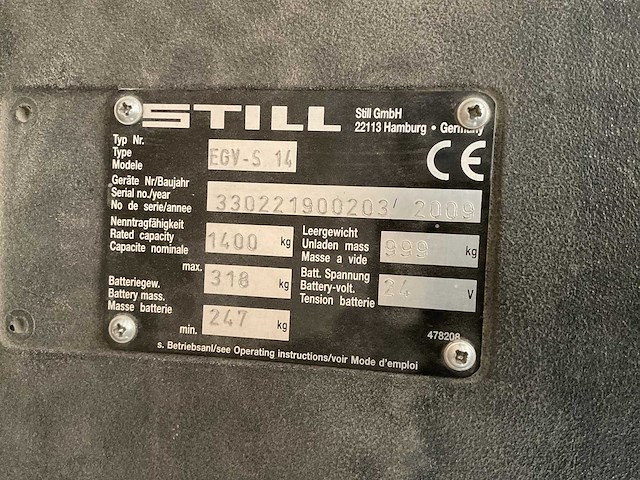 STILL
Still GmbH
22113 Hamburg • Germany
Typ Nr.
Type
Modele
EGV-S 14
CE
Geräte Nr/Baujahr
Serial no./year
No de serie/annee
330221900203/ 2009
Nenntragfähigkeit
Rated capacity
Capacite nominale
1400 kg
Leergewicht
Unladen mass
Masse a vide
999 kg
Batteriegew.
Battery mass.
Masse batterie
max. 318 kg
min. 247 kg
Batt. Spannung
Battery-volt.
Tension batterie
24 V
478208
s. Betriebsanl/see Operating instructions/voir Mode d'emploi